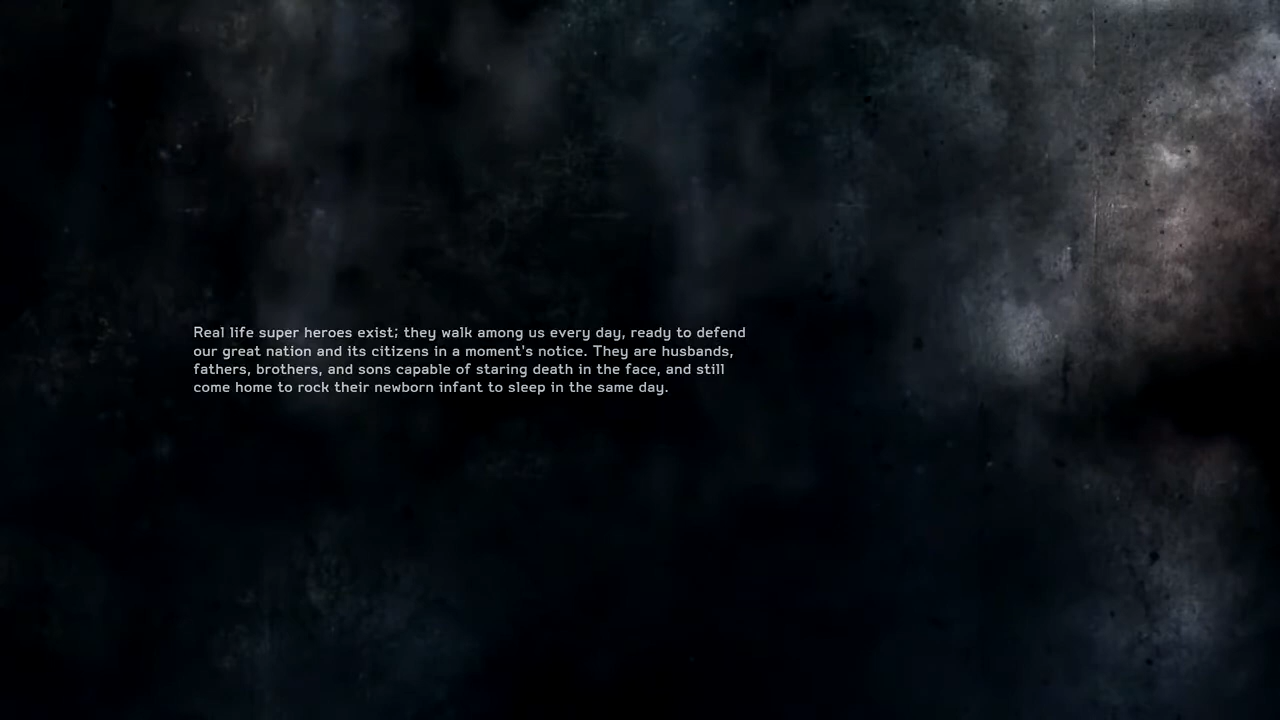 Real life super heroes exist; they walk among us every day, ready to defend
our great nation and its citizens in a moment's notice. They are husbands,
fathers, brothers, and sons capable of staring death in the face, and still
come home to rock their newborn infant to sleep in the same day.